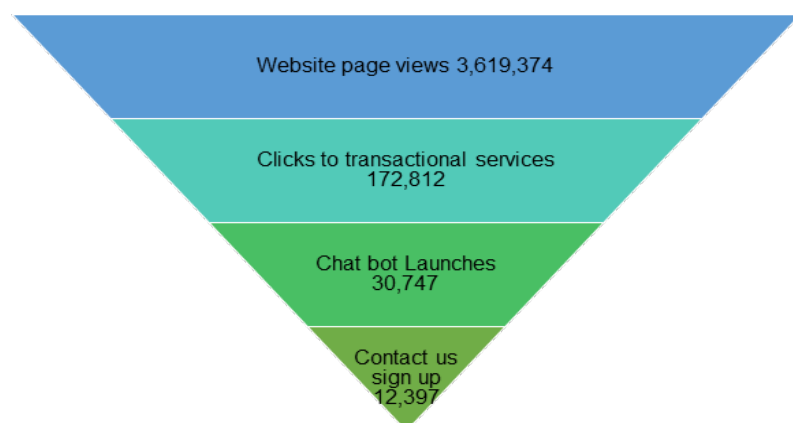 Website page views 3,619,374
Clicks to transactional services
172,812
Chat bot Launches
30,747
Contact us
sign up
12,397